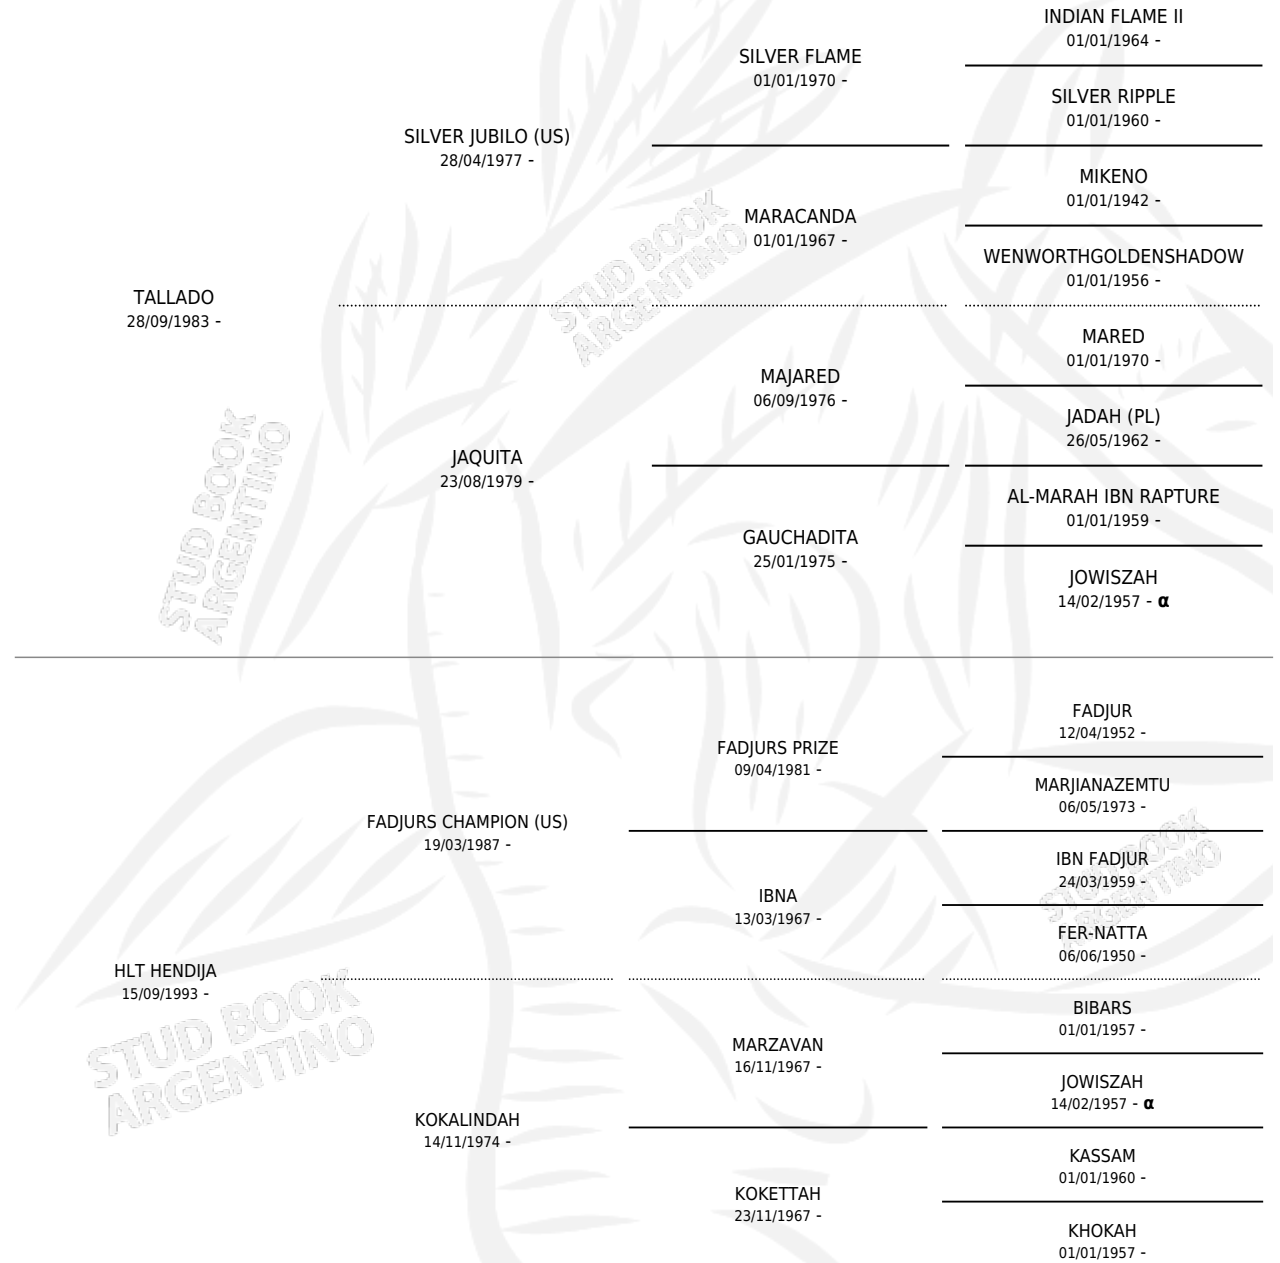 INDIAN FLAME II
01/01/1964 -
SILVER FLAME
01/01/1970 -
SILVER RIPPLE
01/01/1960 -
SILVER JUBILO (US)
28/04/1977 -
MIKENO
01/01/1942 -
MARACANDA
01/01/1967 -
WENWORTHGOLDENSHADOW
01/01/1956 -
STUD BOOK
ARGENTINO
TALLADO
28/09/1983 -
MARED
01/01/1970 -
MAJARED
06/09/1976 -
JADAH (PL)
26/05/1962 -
JAQUITA
23/08/1979 -
AL-MARAH IBN RAPTURE
01/01/1959 -
GAUCHADITA
25/01/1975 -
JOWISZAH
14/02/1957 - α
STUD BOOK
ARGENTINO
FADJUR
12/04/1952 -
FADJURS PRIZE
09/04/1981 -
MARJIANAZEMTU
06/05/1973 -
FADJURS CHAMPION (US)
19/03/1987 -
IBN FADJUR
24/03/1959 -
IBNA
13/03/1967 -
FER-NATTA
06/06/1950 -
STUD BOOK
ARGENTINO
HLT HENDIJA
15/09/1993 -
BIBARS
01/01/1957 -
MARZAVAN
16/11/1967 -
JOWISZAH
14/02/1957 - α
STUD BOOK
ARGENTINO
KOKALINDAH
14/11/1974 -
KASSAM
01/01/1960 -
KOKETTAH
23/11/1967 -
KHOKAH
01/01/1957 -